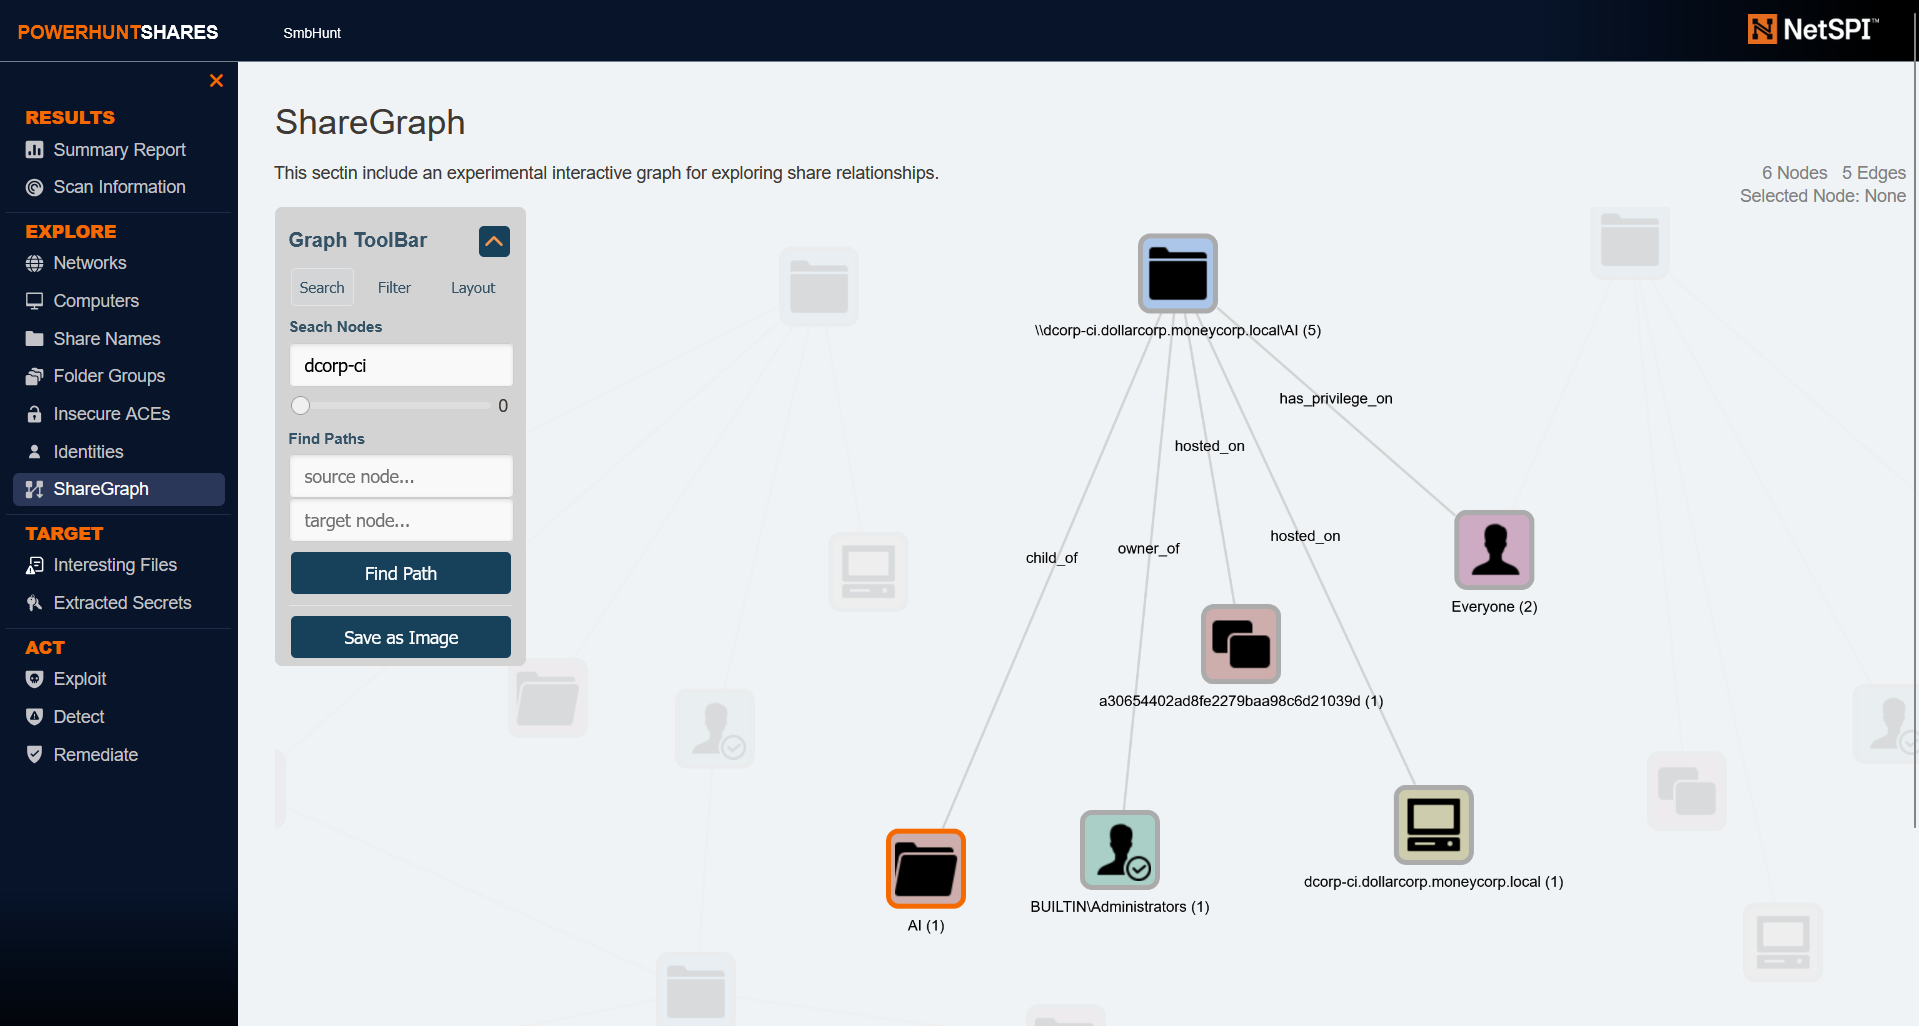 POWERHUNTSHARES
SmbHunt
NetSPI™
RESULTS
Summary Report
Scan Information
EXPLORE
Networks
Computers
Share Names
Folder Groups
Insecure ACEs
Identities
ShareGraph
TARGET
Interesting Files
Extracted Secrets
ACT
Exploit
Detect
Remediate
ShareGraph
This sectin include an experimental interactive graph for exploring share relationships.
6 Nodes 5 Edges
Selected Node: None
Graph ToolBar
Search Filter Layout
Seach Nodes
dcorp-ci
0
Find Paths
source node...
target node...
Find Path
Save as Image
\\dcorp-ci.dollarcorp.moneycorp.local\AI (5)
has_privilege_on
hosted_on
hosted_on
owner_of
child_of
Everyone (2)
a30654402ad8fe2279baa98c6d21039d (1)
dcorp-ci.dollarcorp.moneycorp.local (1)
BUILTIN\Administrators (1)
AI (1)